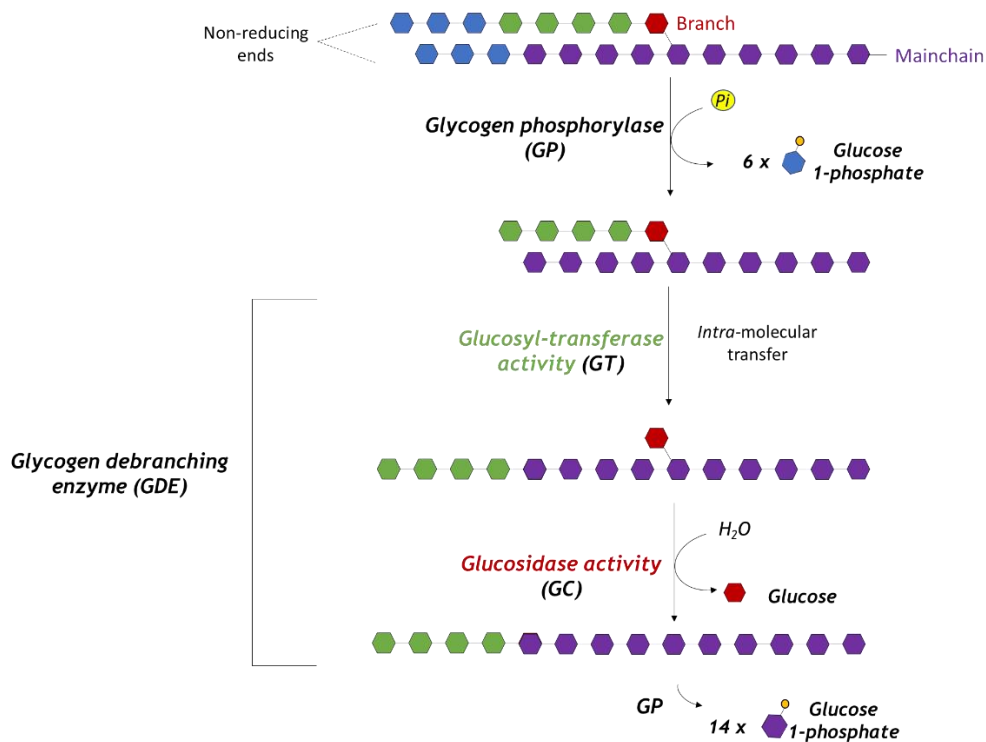 Branch
Non-reducing
ends
Mainchain
Pi
Glycogen phosphorylase
(GP)
6 x
Glucose
1-phosphate
Glucosyl-transferase
activity (GT)
Intra-molecular
transfer
Glycogen debranching
enzyme (GDE)
H₂O
Glucosidase activity
(GC)
Glucose
GP
14 x
Glucose
1-phosphate